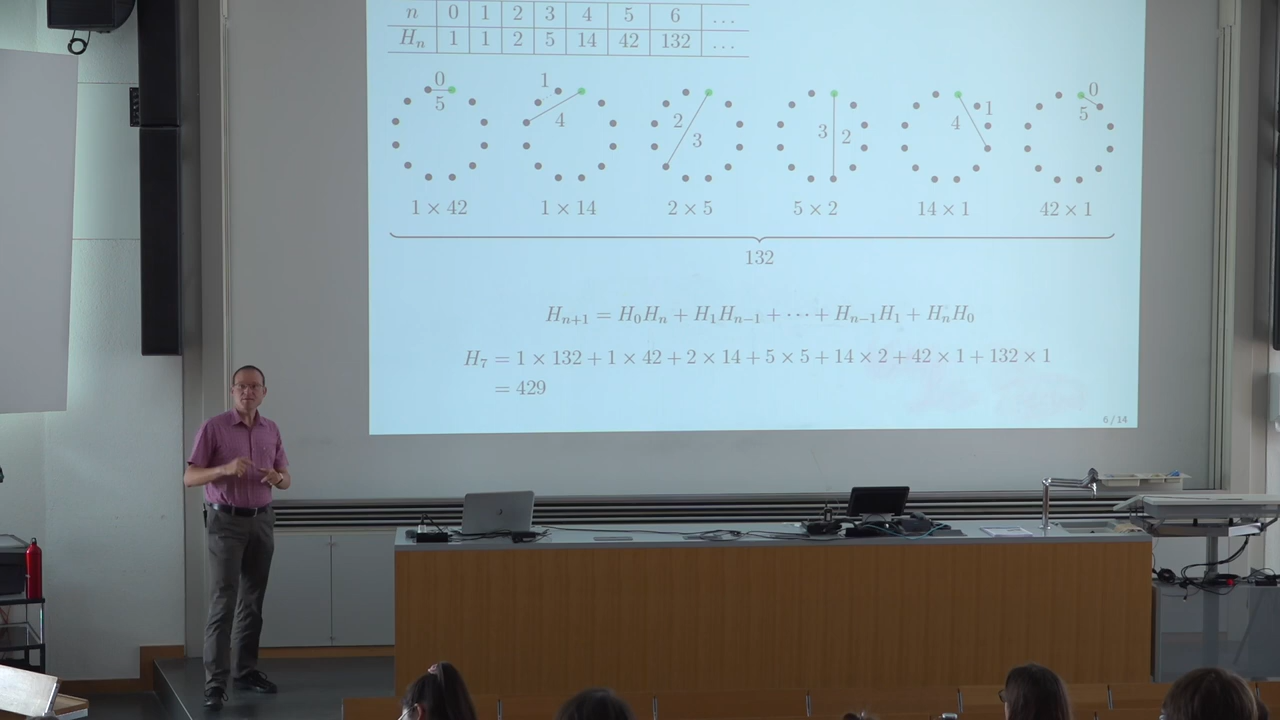 n 0 1 2 3 4 5 6 ...
Hₙ 1 1 2 5 14 42 132 ...
0 5 1 4 2 3 3 2 4 1 0 5
1 × 42 1 × 14 2 × 5 5 × 2 14 × 1 42 × 1
132
Hₙ₊₁ = H₀Hₙ + H₁Hₙ₋₁ + ··· + Hₙ₋₁H₁ + HₙH₀
H₇ = 1 × 132 + 1 × 42 + 2 × 14 + 5 × 5 + 14 × 2 + 42 × 1 + 132 × 1
= 429
6 / 14